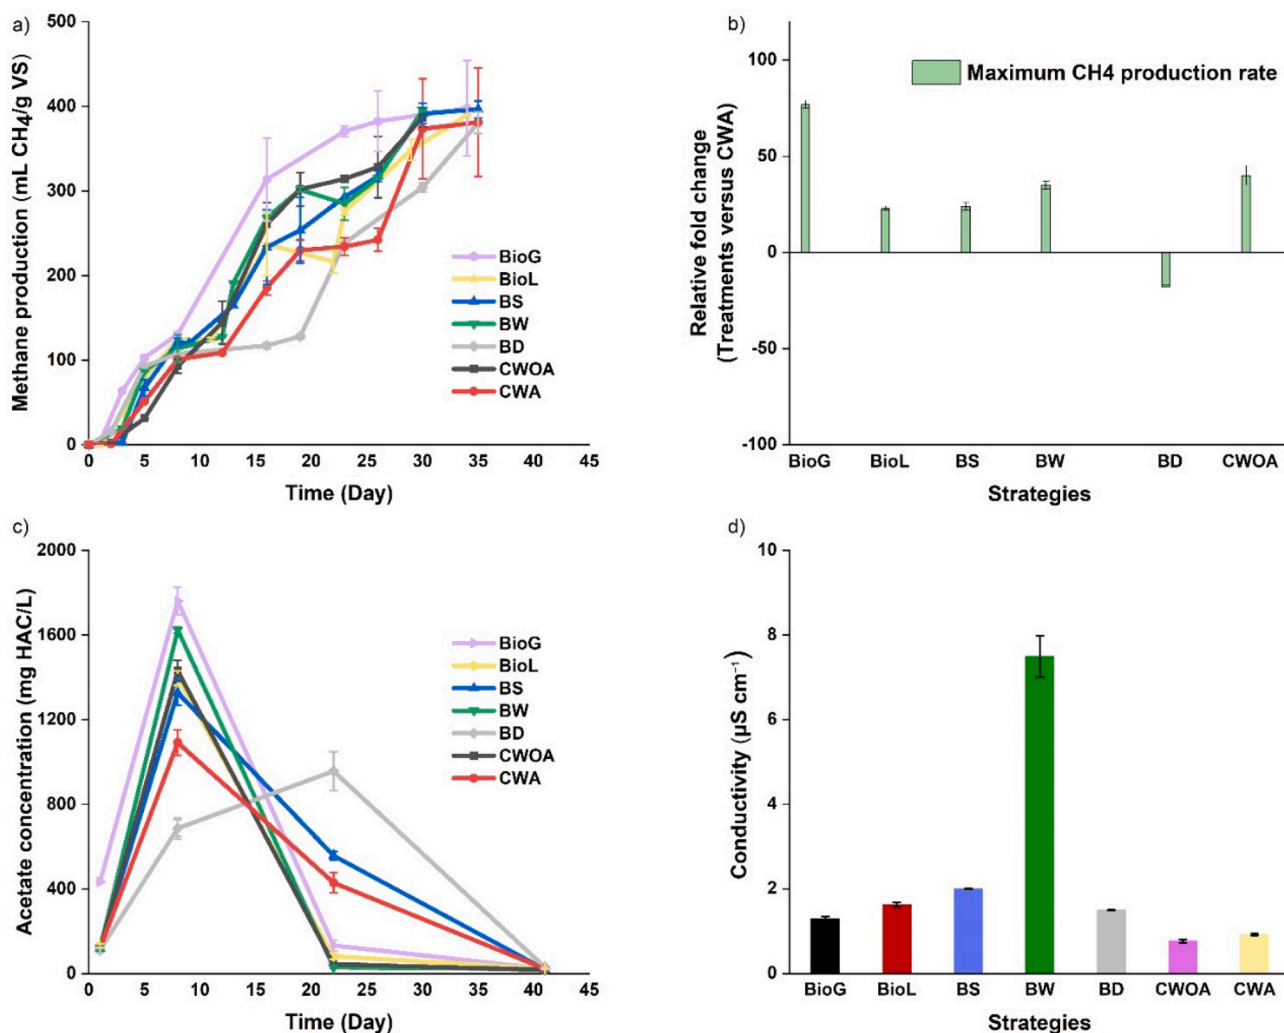 a)
500
400
300
200
100
0
Methane production (mL CH4/g VS)
BioG
BioL
BS
BW
BD
CWOA
CWA
0 5 10 15 20 25 30 35 40 45
Time (Day)
b)
100
50
0
-50
-100
Relative fold change
(Treatments versus CWA)
Maximum CH4 production rate
BioG BioL BS BW BD CWOA
Strategies
c)
2000
1600
1200
800
400
0
Acetate concentration (mg HAC/L)
BioG
BioL
BS
BW
BD
CWOA
CWA
0 5 10 15 20 25 30 35 40 45
Time (Day)
d)
10
8
6
4
2
0
Conductivity (µS cm⁻¹)
BioG BioL BS BW BD CWOA CWA
Strategies